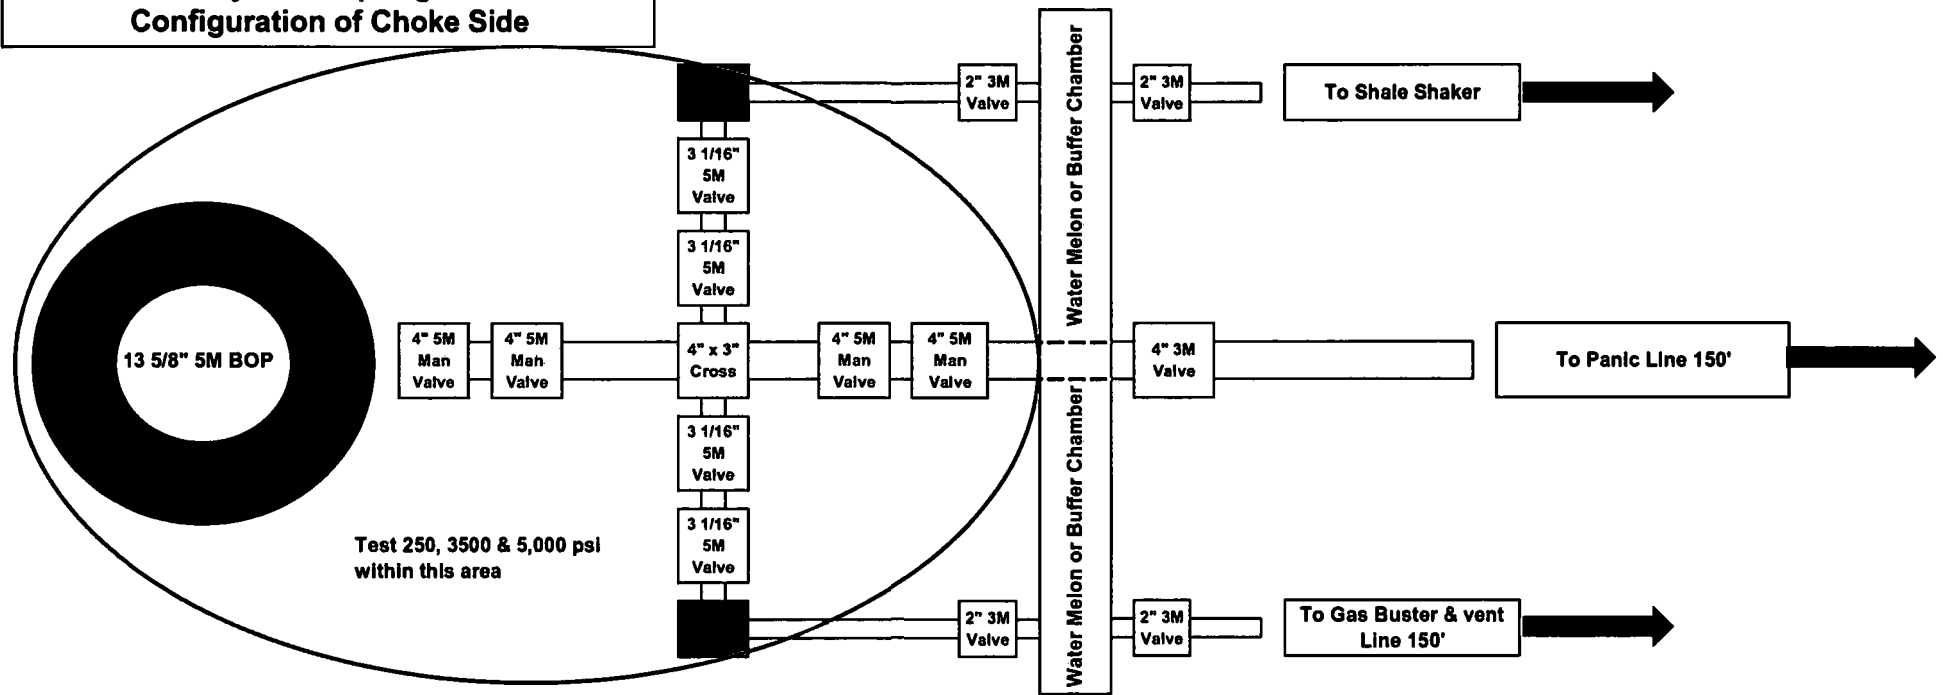 Configuration of Choke Side
2" 3M
Valve
2" 3M
Valve
To Shale Shaker
Water Melon or Buffer Chamber
3 1/16"
5M
Valve
3 1/16"
5M
Valve
13 5/8" 5M BOP
4" 5M
Man
Valve
4" 5M
Man
Valve
4" x 3"
Cross
4" 5M
Man
Valve
4" 5M
Man
Valve
4" 3M
Valve
To Panic Line 150'
3 1/16"
5M
Valve
3 1/16"
5M
Valve
Water Melon or Buffer Chamber
Test 250, 3500 & 5,000 psi
within this area
2" 3M
Valve
2" 3M
Valve
To Gas Buster & vent
Line 150'